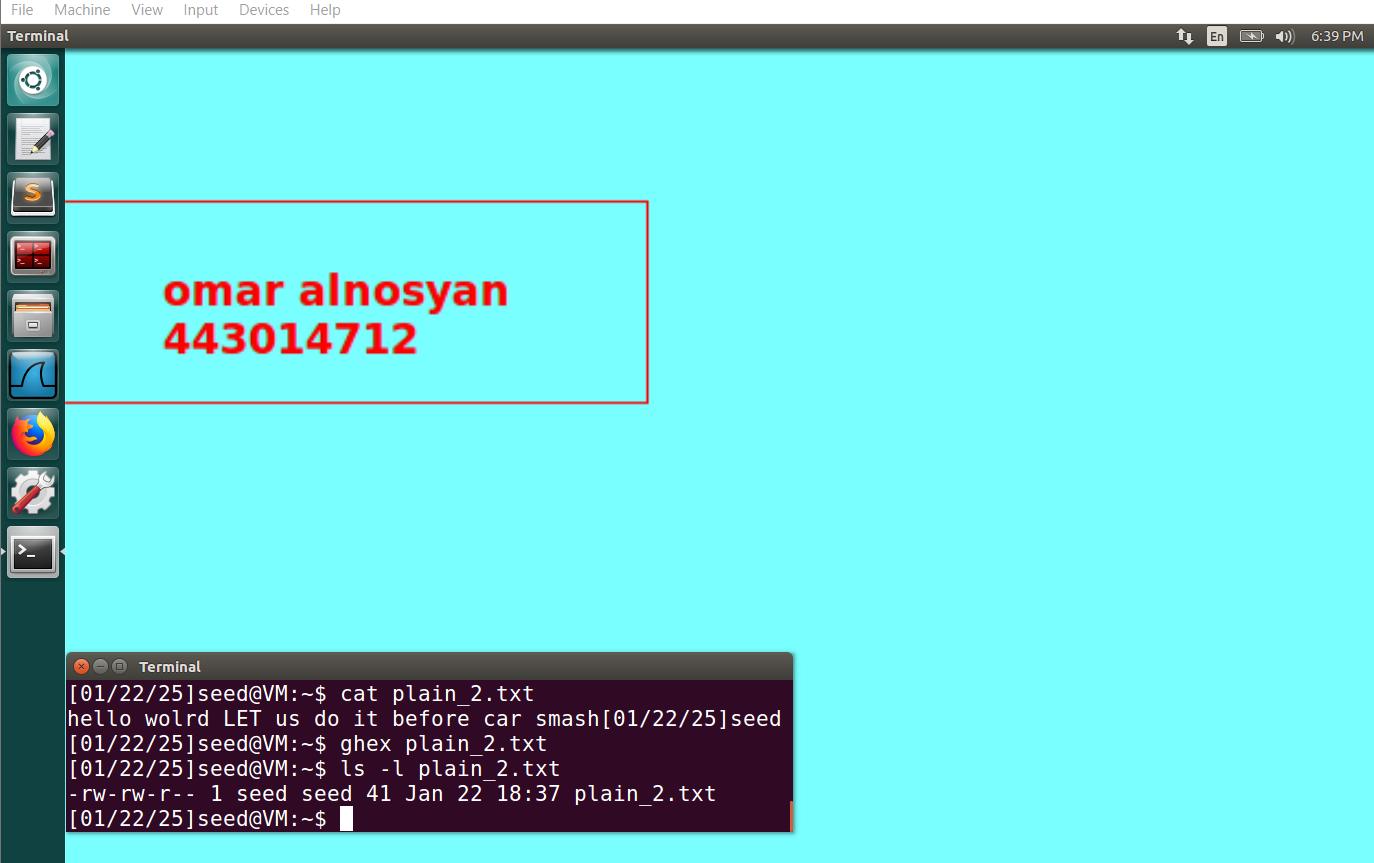 File Machine View Input Devices Help
Terminal En 6:39 PM
omar alnosyan
443014712
Terminal
[01/22/25]seed@VM:~$ cat plain_2.txt
hello wolrd LET us do it before car smash[01/22/25]seed
[01/22/25]seed@VM:~$ ghex plain_2.txt
[01/22/25]seed@VM:~$ ls -l plain_2.txt
-rw-rw-r-- 1 seed seed 41 Jan 22 18:37 plain_2.txt
[01/22/25]seed@VM:~$